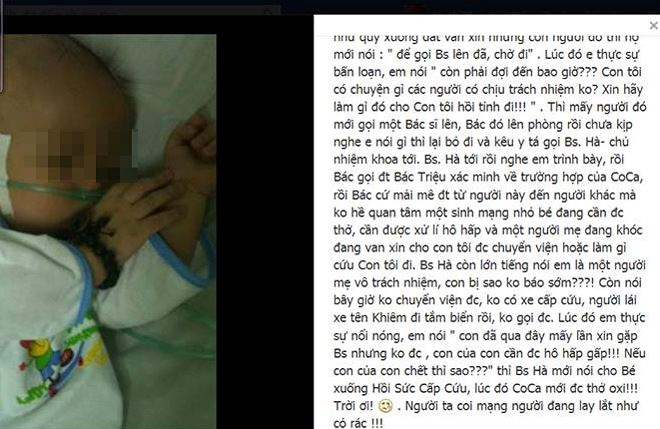 như quỳ xuống đất van xin những con người đó thì họ
mới nói : " để gọi Bs lên đã, chờ đi" . Lúc đó e thực sự
bấn loạn, em nói " còn phải đợi đến bao giờ??? Con tôi
có chuyện gì các người có chịu trách nhiệm ko? Xin hãy
làm gì đó cho Con tôi hồi tỉnh đi!!! " . Thì mấy người đó
mới gọi một Bác sĩ lên, Bác đó lên phòng rồi chưa kịp
nghe e nói gì thì lại bỏ đi và kêu y tá gọi Bs. Hà- chủ
nhiệm khoa tới. Bs. Hà tới rồi nghe em trình bày, rồi
Bác gọi đt Bác Triệu xác minh về trường hợp của CoCa,
rồi Bác cứ mải mê đt từ người này đến người khác mà
ko hề quan tâm một sinh mạng nhỏ bé đang cần đc
thở, cần được xử lí hô hấp và một người mẹ đang khóc
đang van xin cho con tôi đc chuyển viện hoặc làm gì
cứu Con tôi đi. Bs Hà còn lớn tiếng nói em là một người
mẹ vô trách nhiệm, con bị sao ko báo sớm???! Còn nói
bây giờ ko chuyển viện đc, ko có xe cấp cứu, người lái
xe tên Khiêm đi tắm biển rồi, ko gọi đc. Lúc đó em thực
sự nổi nóng, em nói " con đã qua đây mấy lần xin gặp
Bs nhưng ko đc , con của con cần đc hô hấp gấp!!! Nếu
con của con chết thì sao???" thì Bs Hà mới nói cho Bé
xuống Hồi Sức Cấp Cứu, lúc đó CoCa mới đc thở oxi!!!
Trời ơi! . Người ta coi mạng người đang lay lắt như
cỏ rác !!!